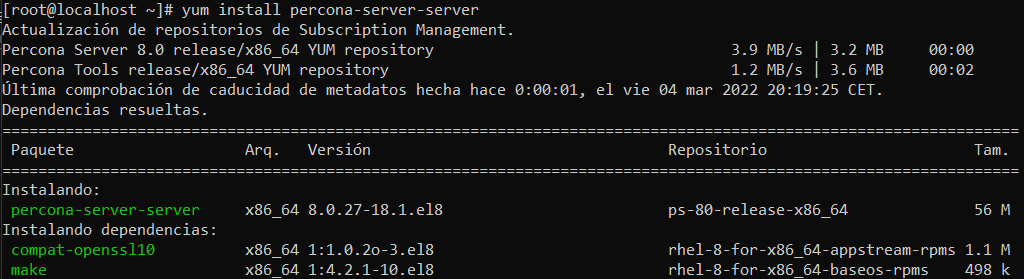 [root@localhost ~]# yum install percona-server-server
Actualización de repositorios de Subscription Management.
Percona Server 8.0 release/x86_64 YUM repository 3.9 MB/s | 3.2 MB 00:00
Percona Tools release/x86_64 YUM repository 1.2 MB/s | 3.6 MB 00:02
Última comprobación de caducidad de metadatos hecha hace 0:00:01, el vie 04 mar 2022 20:19:25 CET.
Dependencias resueltas.
================================================================================================================
Paquete Arq. Versión Repositorio Tam.
================================================================================================================
Instalando:
percona-server-server x86_64 8.0.27-18.1.el8 ps-80-release-x86_64 56 M
Instalando dependencias:
compat-openssl10 x86_64 1:1.0.2o-3.el8 rhel-8-for-x86_64-appstream-rpms 1.1 M
make x86_64 1:4.2.1-10.el8 rhel-8-for-x86_64-baseos-rpms 498 k